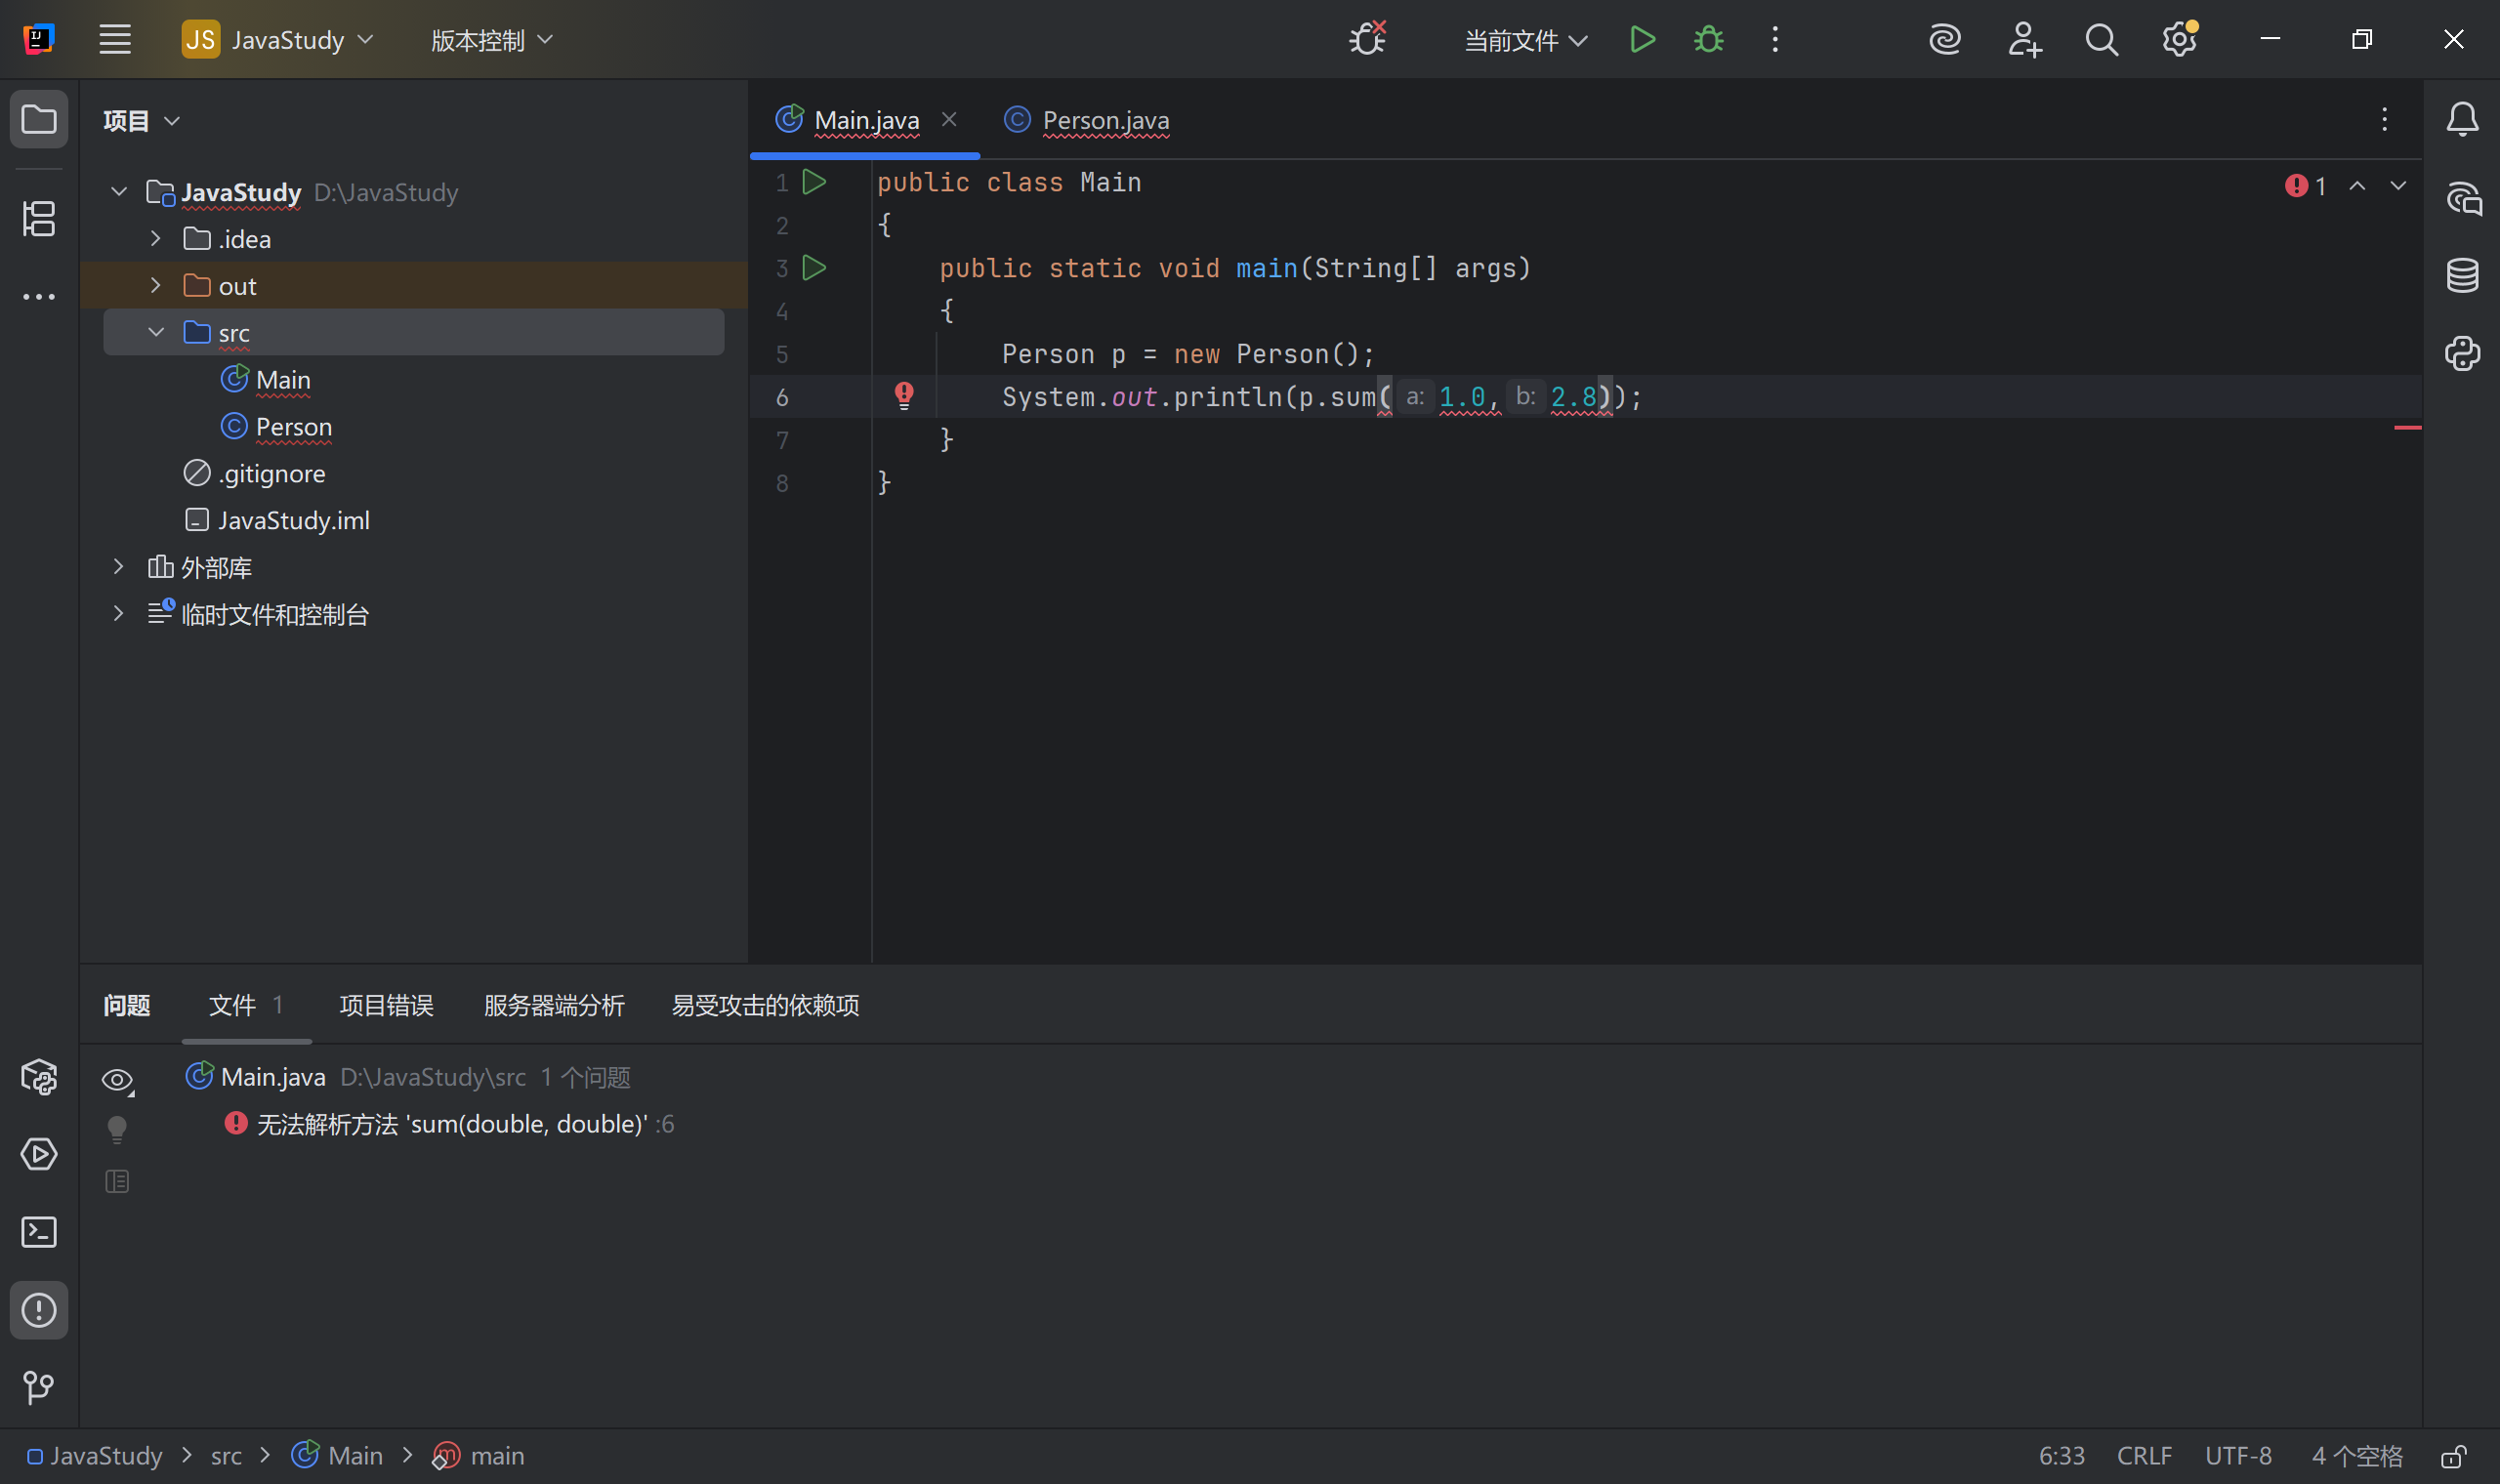 JS JavaStudy 版本控制 当前文件
项目
JavaStudy D:\JavaStudy
.idea
out
src
Main
Person
.gitignore
JavaStudy.iml
外部库
临时文件和控制台
Main.java Person.java
1 public class Main
2 {
3 public static void main(String[] args)
4 {
5 Person p = new Person();
6 System.out.println(p.sum( a: 1.0, b: 2.8));
7 }
8 }
1
问题 文件 1 项目错误 服务器端分析 易受攻击的依赖项
Main.java D:\JavaStudy\src 1 个问题
无法解析方法 'sum(double, double)' :6
JavaStudy > src > Main > main
6:33 CRLF UTF-8 4 个空格